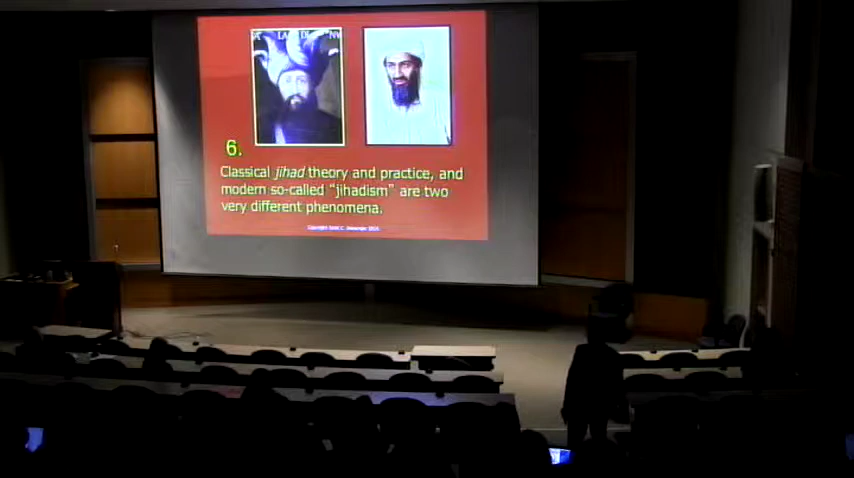 6.
Classical jihad theory and practice, and
modern so-called "jihadism" are two
very different phenomena.